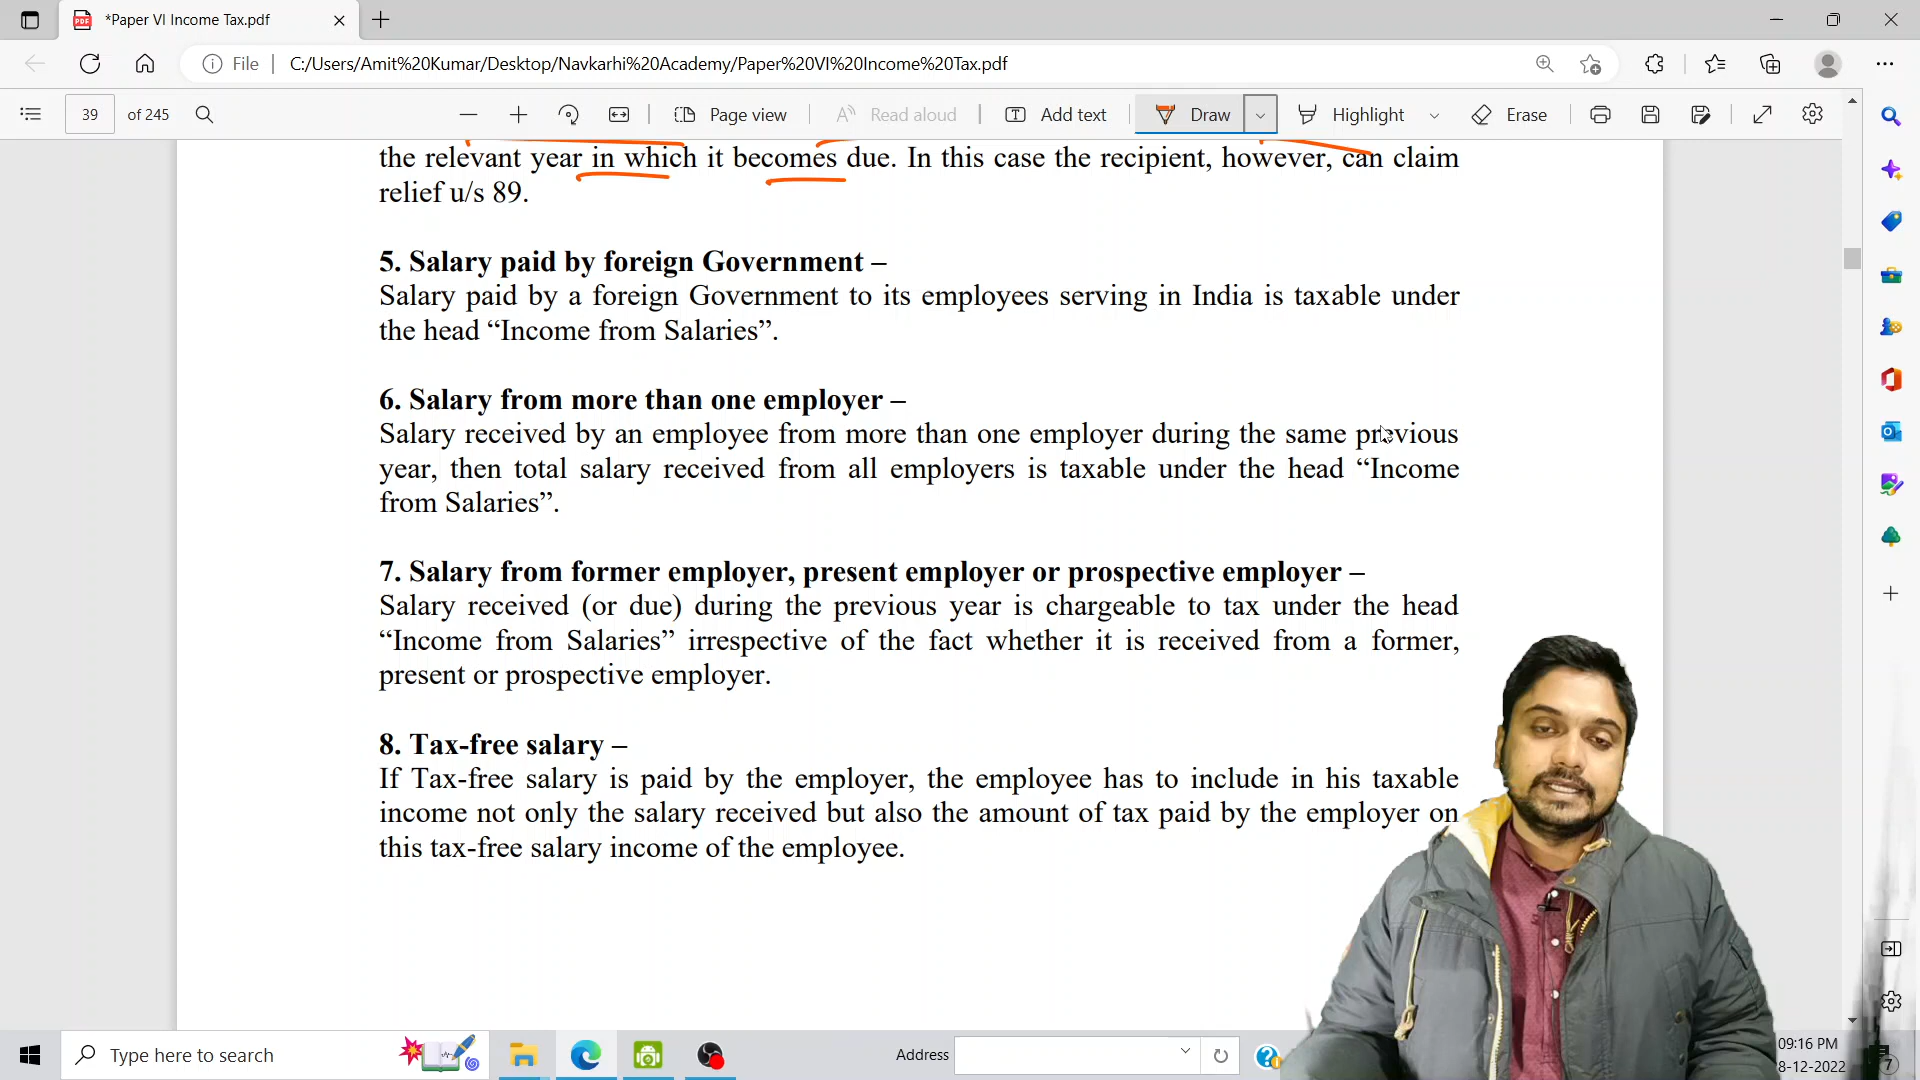 *Paper VI Income Tax.pdf
File
C:/Users/Amit%20Kumar/Desktop/Navkarhi%20Academy/Paper%20VI%20Income%20Tax.pdf
39 of 245
Page view
Read aloud
Add text
Draw
Highlight
Erase
the relevant year in which it becomes due. In this case the recipient, however, can claim
relief u/s 89.
5. Salary paid by foreign Government –
Salary paid by a foreign Government to its employees serving in India is taxable under
the head “Income from Salaries”.
6. Salary from more than one employer –
Salary received by an employee from more than one employer during the same previous
year, then total salary received from all employers is taxable under the head “Income
from Salaries”.
7. Salary from former employer, present employer or prospective employer –
Salary received (or due) during the previous year is chargeable to tax under the head
“Income from Salaries” irrespective of the fact whether it is received from a former,
present or prospective employer.
8. Tax-free salary –
If Tax-free salary is paid by the employer, the employee has to include in his taxable
income not only the salary received but also the amount of tax paid by the employer on
this tax-free salary income of the employee.
Type here to search
Address
09:16 PM
8-12-2022
7